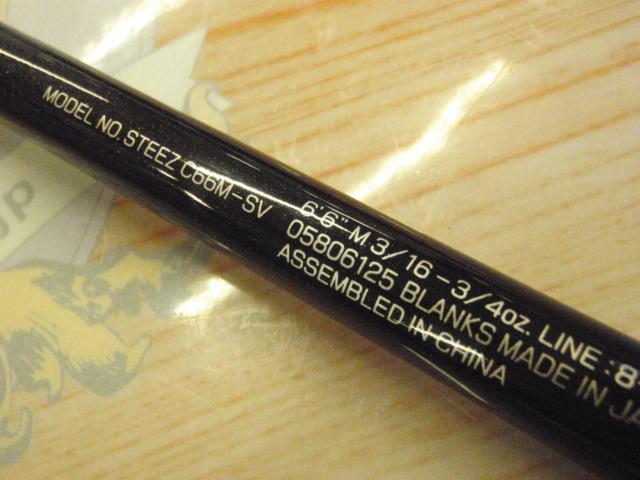 MODEL NO. STEEZ C66M-SV
6'6" M 3/16-3/4oz. LINE : 8
05806125 BLANKS MADE IN JA
ASSEMBLED IN CHINA
JP